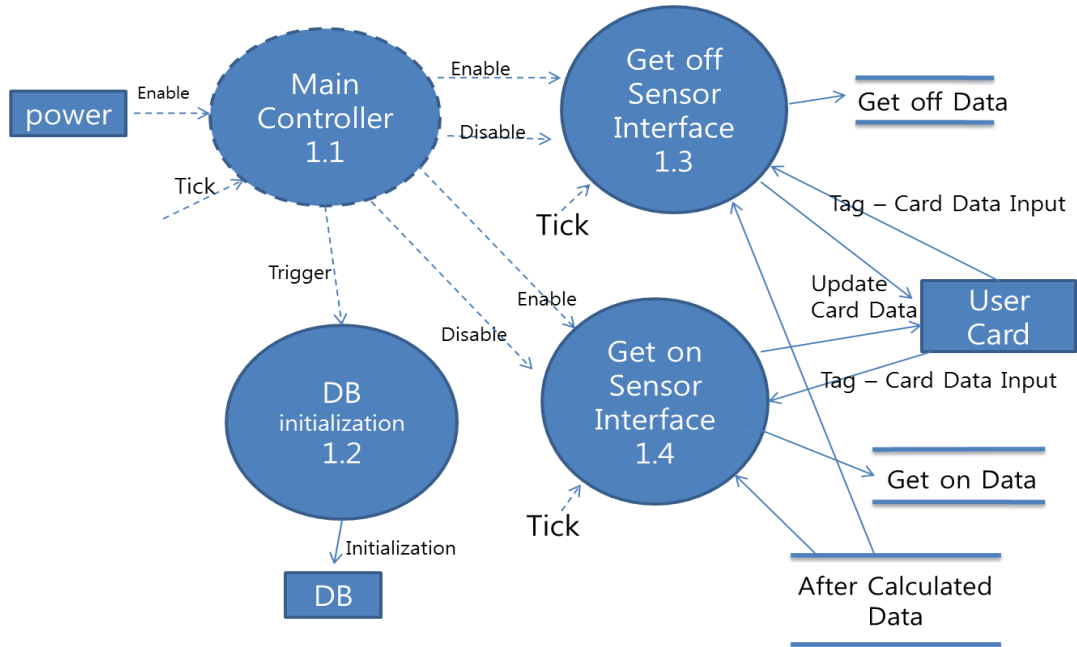 power
Enable
Main
Controller
1.1
Tick
Enable
Disable
Get off
Sensor
Interface
1.3
Get off Data
Tick
Tag – Card Data Input
Trigger
Enable
Disable
Update
Card Data
User
Card
Tag – Card Data Input
DB
initialization
1.2
Get on
Sensor
Interface
1.4
Get on Data
Tick
Initialization
DB
After Calculated
Data